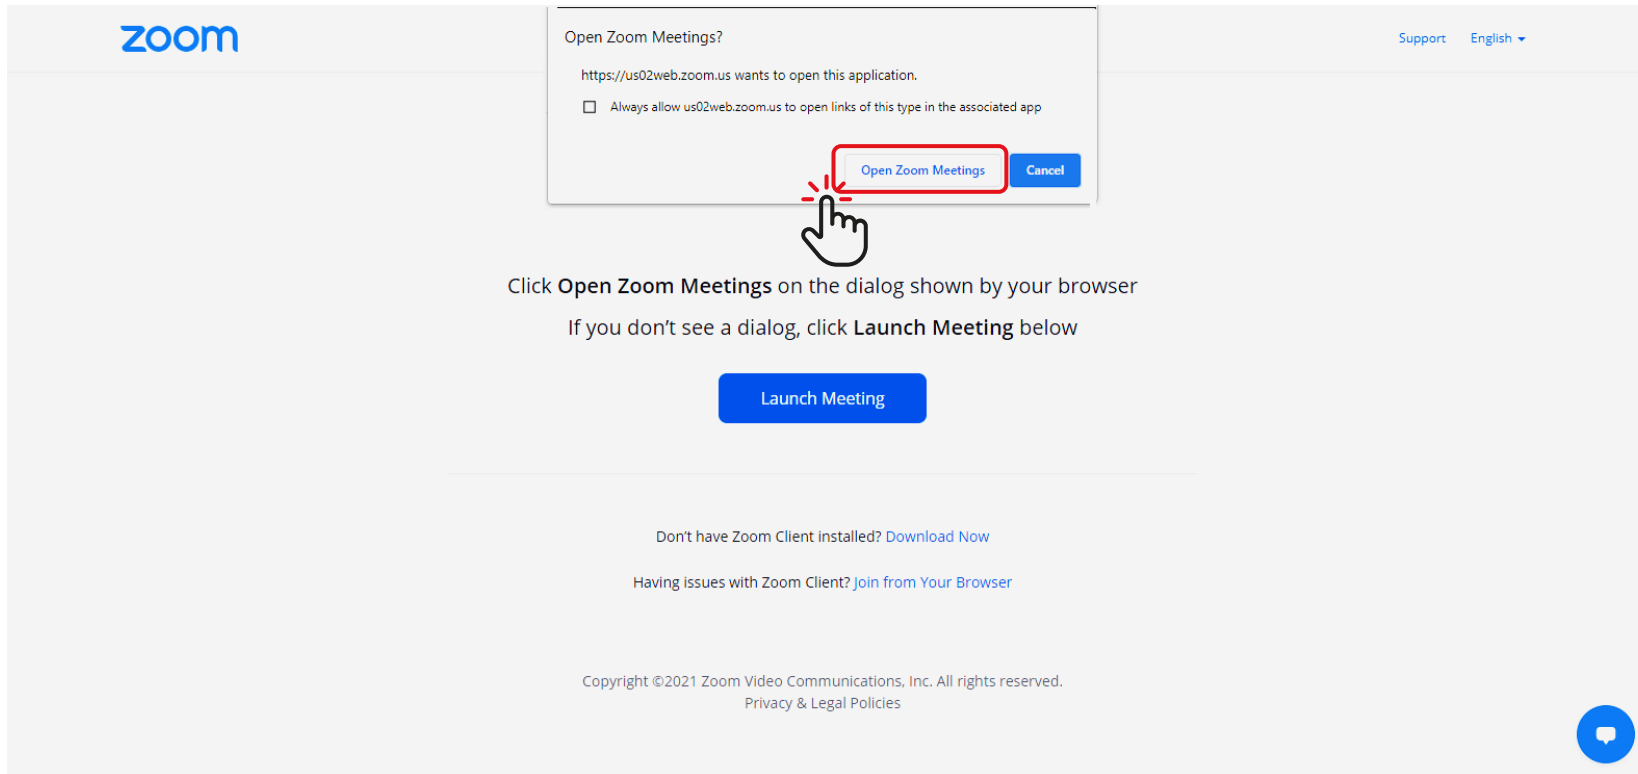 zoom
Support English
Open Zoom Meetings?
https://us02web.zoom.us wants to open this application.
Always allow us02web.zoom.us to open links of this type in the associated app
Open Zoom Meetings Cancel
Click Open Zoom Meetings on the dialog shown by your browser
If you don't see a dialog, click Launch Meeting below
Launch Meeting
Don't have Zoom Client installed? Download Now
Having issues with Zoom Client? Join from Your Browser
Copyright ©2021 Zoom Video Communications, Inc. All rights reserved.
Privacy & Legal Policies